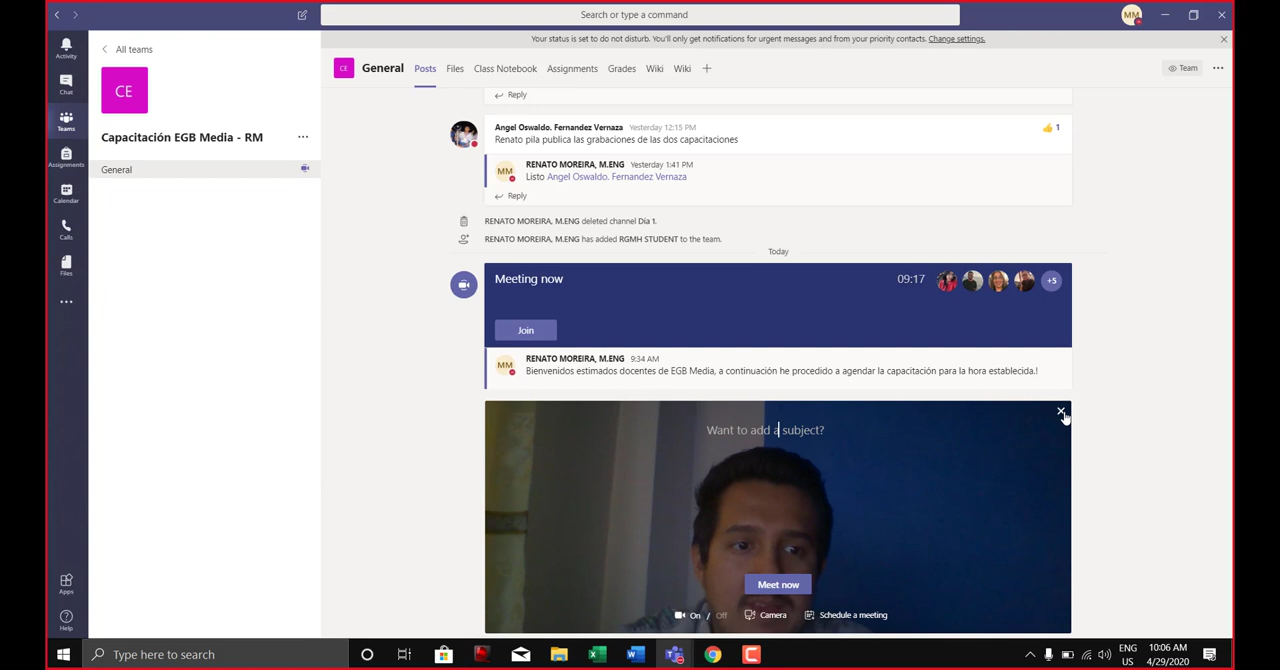 Search or type a command
MM
Your status is set to do not disturb. You'll only get notifications for urgent messages and from your priority contacts. Change settings.
Activity
Chat
Teams
Assignments
Calendar
Calls
Files
Apps
Help
All teams
CE
Capacitación EGB Media - RM
General
CE
General
Posts
Files
Class Notebook
Assignments
Grades
Wiki
Wiki
Team
Reply
Angel Oswaldo. Fernandez Vernaza Yesterday 12:15 PM
1
Renato pila publica las grabaciones de las dos capacitaciones
MM
RENATO MOREIRA, M.ENG Yesterday 1:41 PM
Listo Angel Oswaldo. Fernandez Vernaza
Reply
RENATO MOREIRA, M.ENG deleted channel Día 1.
RENATO MOREIRA, M.ENG has added RGMH STUDENT to the team.
Today
Meeting now
09:17
+5
Join
MM
RENATO MOREIRA, M.ENG 9:34 AM
Bienvenidos estimados docentes de EGB Media, a continuación he procedido a agendar la capacitación para la hora establecida.!
Want to add a subject?
Meet now
On / Off
Camera
Schedule a meeting
Type here to search
ENG
US
10:06 AM
4/29/2020